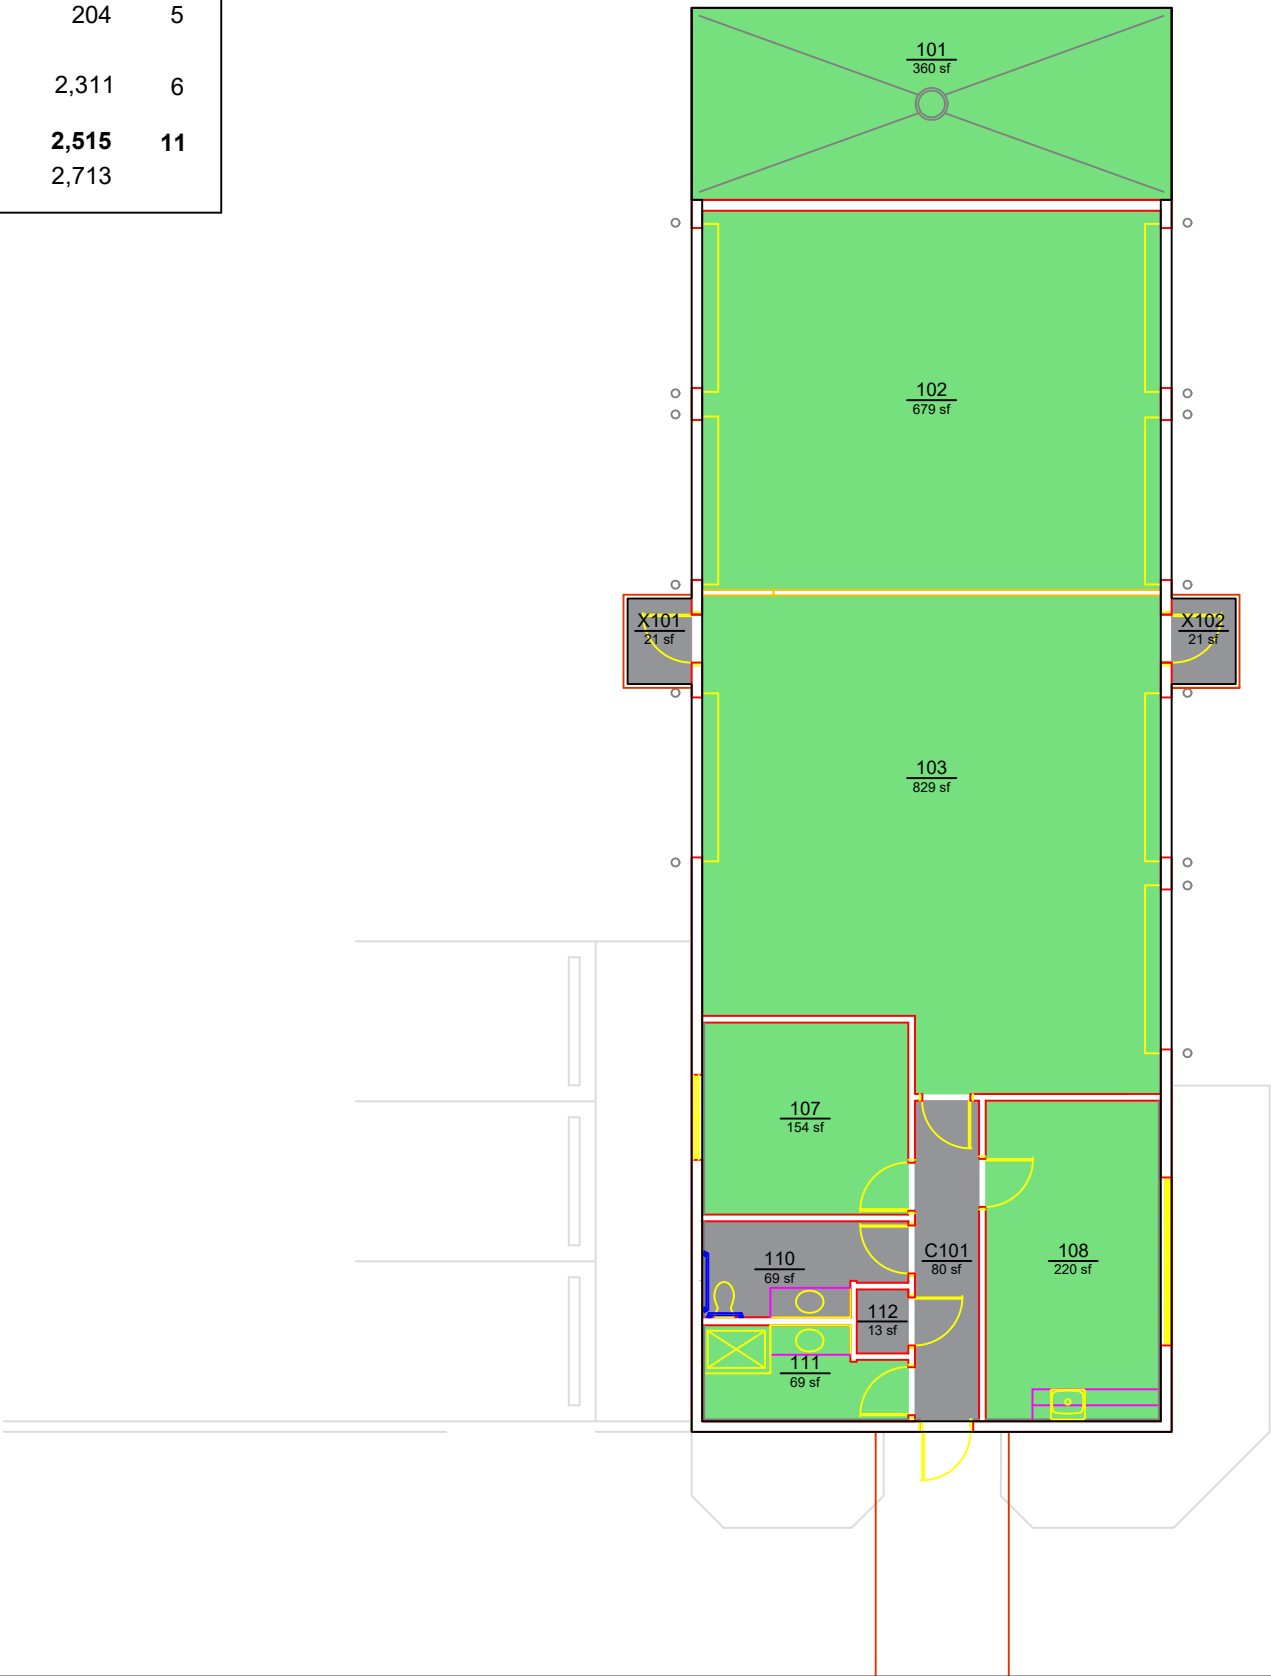 204 5
2,311 6
2,515 11
2,713
101
360 sf
102
679 sf
X101
21 sf
X102
21 sf
103
829 sf
107
154 sf
110
69 sf
C101
80 sf
108
220 sf
112
13 sf
111
69 sf